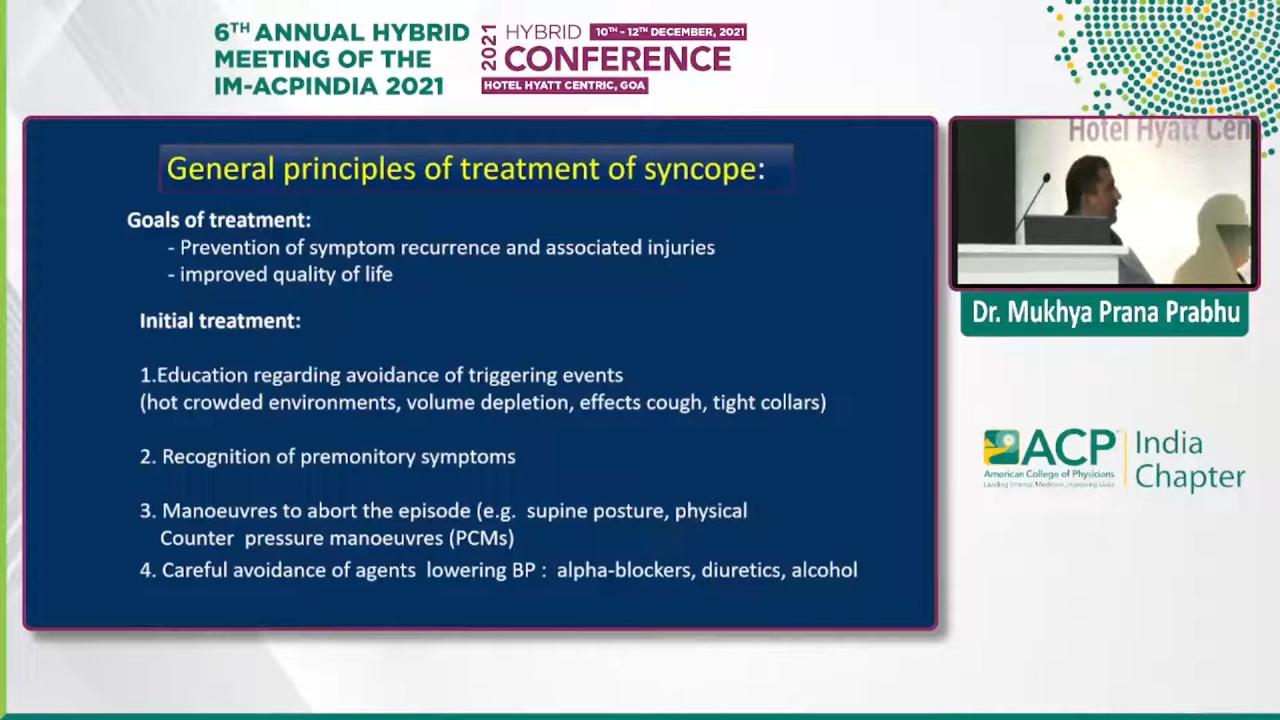 6TH ANNUAL HYBRID
MEETING OF THE
IM-ACPINDIA 2021
2021
HYBRID 10TH - 12TH DECEMBER, 2021
CONFERENCE
HOTEL HYATT CENTRIC, GOA
General principles of treatment of syncope:
Goals of treatment:
- Prevention of symptom recurrence and associated injuries
- improved quality of life
Initial treatment:
1.Education regarding avoidance of triggering events
(hot crowded environments, volume depletion, effects cough, tight collars)
2. Recognition of premonitory symptoms
3. Manoeuvres to abort the episode (e.g. supine posture, physical
Counter pressure manoeuvres (PCMs)
4. Careful avoidance of agents lowering BP : alpha-blockers, diuretics, alcohol
Hotel Hyatt Cen
Dr. Mukhya Prana Prabhu
ACP
American College of Physicians
Leading Internal Medicine, Improving Lives
India
Chapter